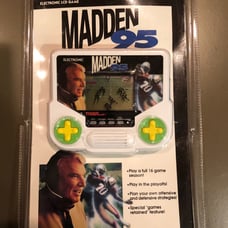 ELECTRONIC LCD GAME
MADDEN
95
ELECTRONIC
MADDEN
95
•Play a full 16 game
season!
•Play in the playoffs!
•Plan your own offensive
and defensive strategies!
•Special "games
retained" feature!